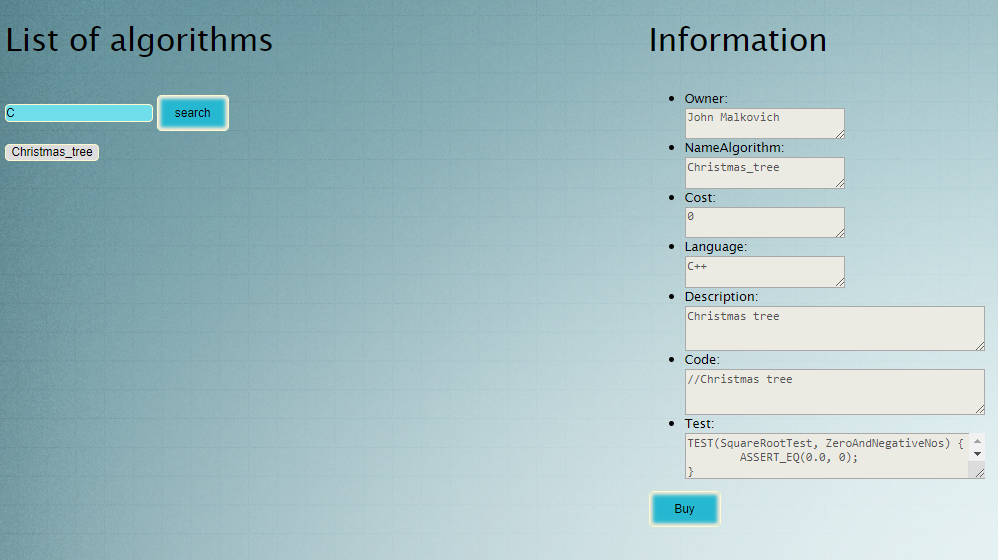 List of algorithms
C
search
Christmas_tree
Information
Owner:
John Malkovich
NameAlgorithm:
Christmas_tree
Cost:
0
Language:
C++
Description:
Christmas tree
Code:
//Christmas tree
Test:
TEST(SquareRootTest, ZeroAndNegativeNos) {
ASSERT_EQ(0.0, 0);
}
Buy